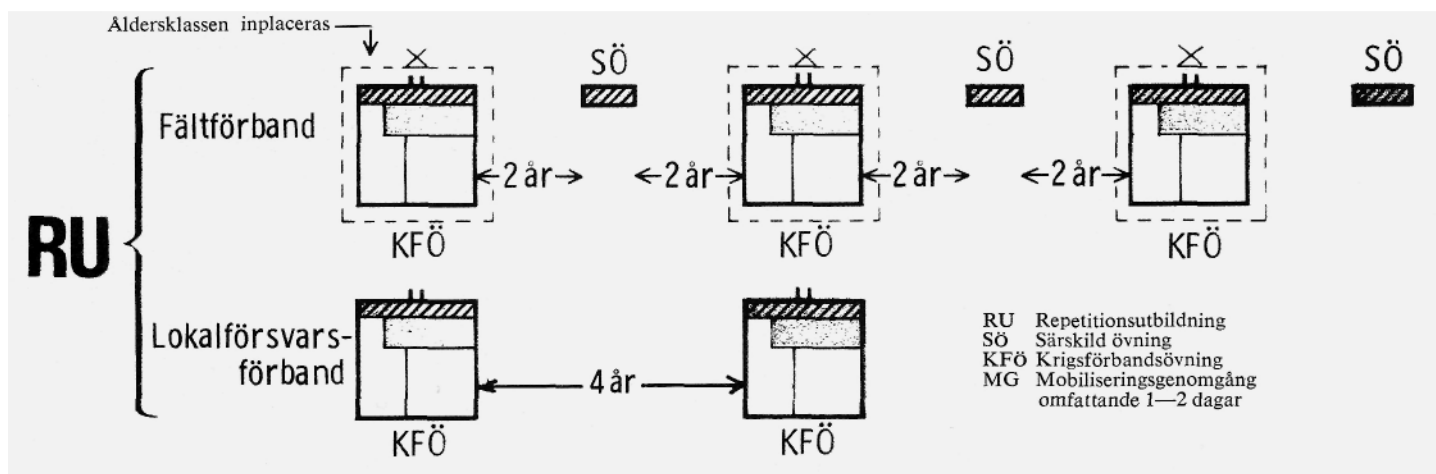 Åldersklassen inplaceras
SÖ SÖ SÖ
Fältförband
2 år 2 år 2 år 2 år
KFÖ KFÖ KFÖ
RU
Lokalförsvars-
förband
4 år
KFÖ KFÖ
RU Repetitionsutbildning
SÖ Särskild övning
KFÖ Krigsförbandsövning
MG Mobiliseringsgenomgång
omfattande 1—2 dagar